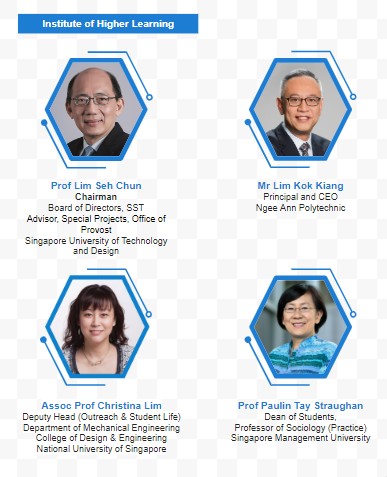 Institute of Higher Learning
Prof Lim Seh Chun
Chairman
Board of Directors, SST
Advisor, Special Projects, Office of
Provost
Singapore University of Technology
and Design
Mr Lim Kok Kiang
Principal and CEO
Ngee Ann Polytechnic
Assoc Prof Christina Lim
Deputy Head (Outreach & Student Life)
Department of Mechanical Engineering
College of Design & Engineering
National University of Singapore
Prof Paulin Tay Straughan
Dean of Students,
Professor of Sociology (Practice)
Singapore Management University